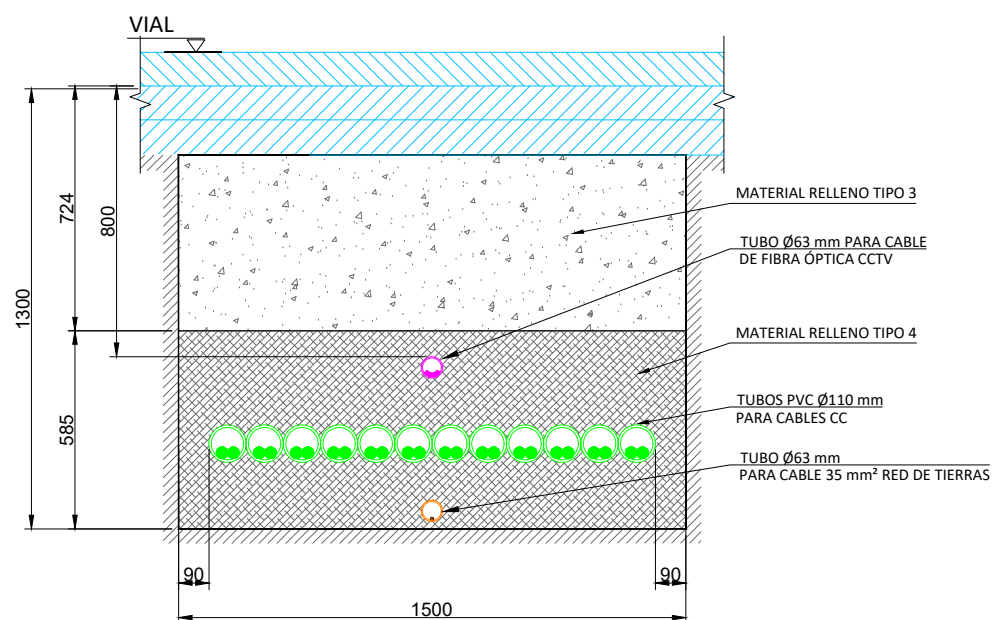 VIAL
1300
724
800
585
MATERIAL RELLENO TIPO 3
TUBO Ø63 mm PARA CABLE
DE FIBRA ÓPTICA CCTV
MATERIAL RELLENO TIPO 4
TUBOS PVC Ø110 mm
PARA CABLES CC
TUBO Ø63 mm
PARA CABLE 35 mm² RED DE TIERRAS
90
90
1500